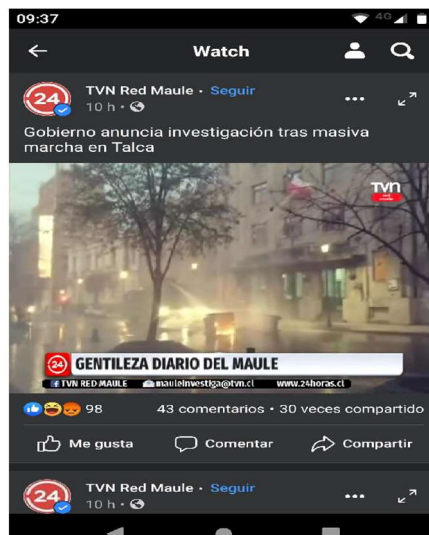 09:37
4G
Watch
24
TVN Red Maule · Seguir
10 h ·
Gobierno anuncia investigación tras masiva
marcha en Talca
TVN
24 GENTILEZA DIARIO DEL MAULE
TVN RED MAULE mauleinvestiga@tvn.cl www.24horas.cl
98 43 comentarios • 30 veces compartido
Me gusta Comentar Compartir
24
TVN Red Maule · Seguir
10 h ·